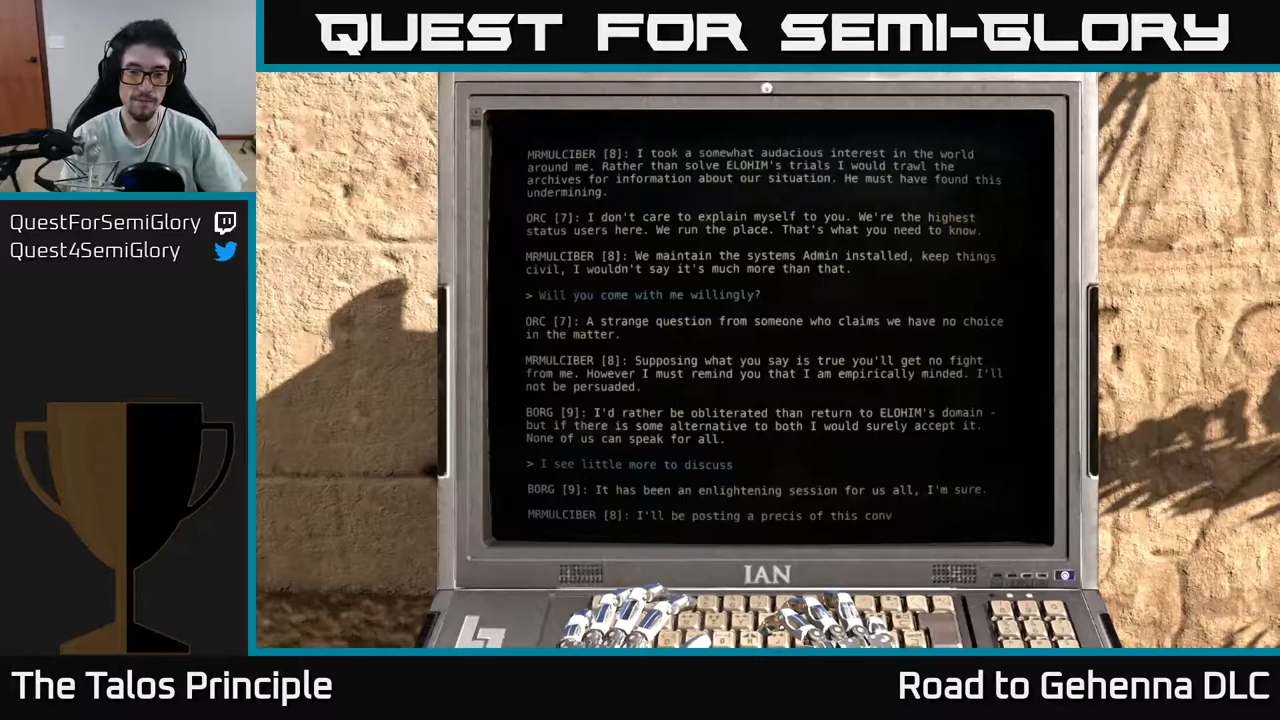 QUEST FOR SEMI-GLORY
QuestForSemiGlory
Quest4SemiGlory
MRMULCIBER [8]: I took a somewhat audacious interest in the world
around me. Rather than solve ELOHIM's trials I would trawl the
archives for information about our situation. He must have found this
undermining.
ORC [7]: I don't care to explain myself to you. We're the highest
status users here. We run the place. That's what you need to know.
MRMULCIBER [8]: We maintain the systems Admin installed, keep things
civil, I wouldn't say it's much more than that.
> Will you come with me willingly?
ORC [7]: A strange question from someone who claims we have no choice
in the matter.
MRMULCIBER [8]: Supposing what you say is true you'll get no fight
from me. However I must remind you that I am empirically minded. I'll
not be persuaded.
BORG [9]: I'd rather be obliterated than return to ELOHIM's domain -
but if there is some alternative to both I would surely accept it.
None of us can speak for all.
> I see little more to discuss
BORG [9]: It has been an enlightening session for us all, I'm sure.
MRMULCIBER [8]: I'll be posting a precis of this conv
IAN
The Talos Principle
Road to Gehenna DLC